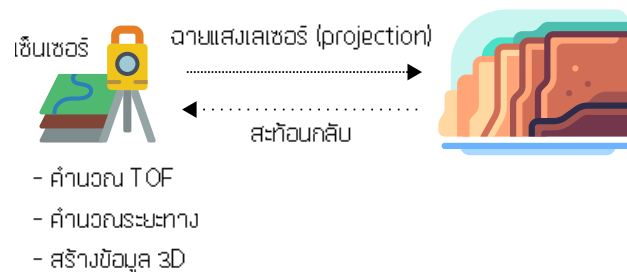 เซ็นเซอร์
ฉายแสงเลเซอร์ (projection)
สะท้อนกลับ
- คำนวณ TOF
- คำนวณระยะทาง
- สร้างข้อมูล 3D